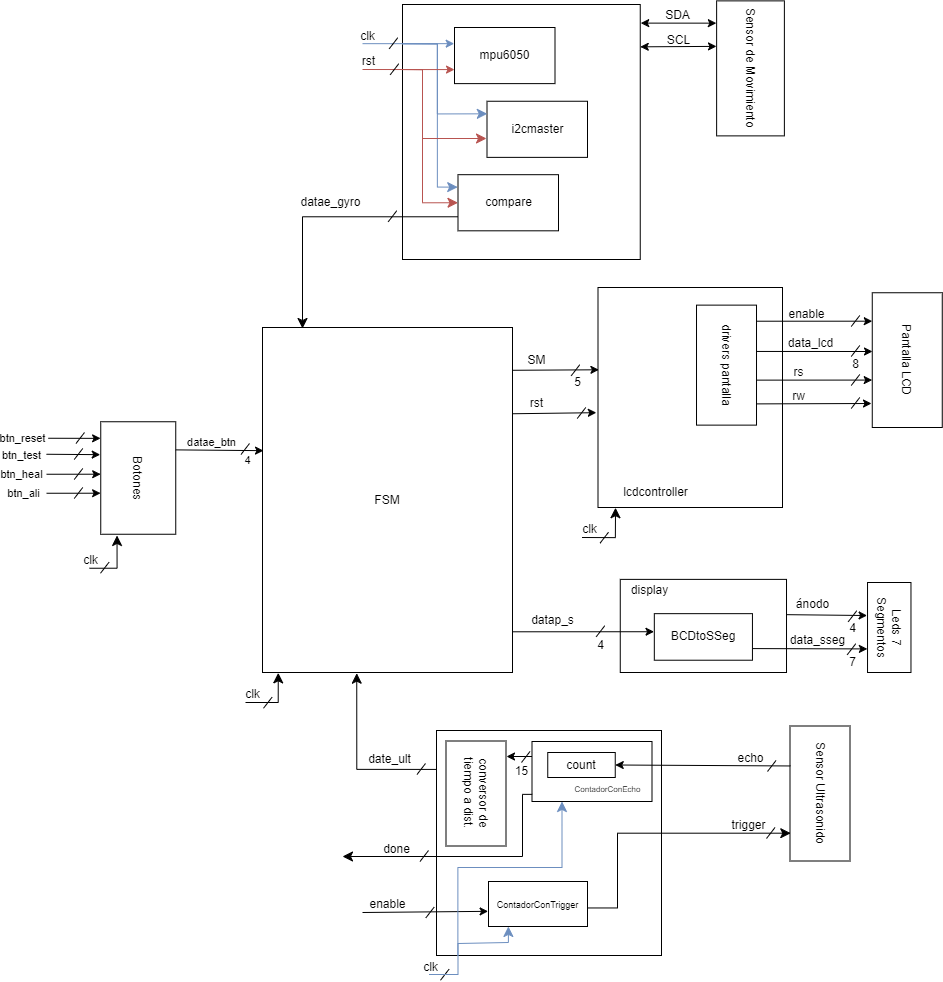 SDA
SCL
Sensor de Movimiento
clk
rst
mpu6050
i2cmaster
compare
datae_gyro
enable
data_lcd
8
rs
rw
drivers pantalla
Pantalla LCD
SM
5
rst
lcdcontroller
clk
btn_reset
btn_test
btn_heal
btn_ali
Botones
clk
datae_btn
4
FSM
clk
datap_s
4
display
BCDtoSSeg
ánodo
4
data_sseg
7
Leds 7
Segmentos
date_ult
conversor de
tiempo a dist.
15
count
ContadorConEcho
echo
trigger
Sensor Ultrasonido
done
enable
ContadorConTrigger
clk